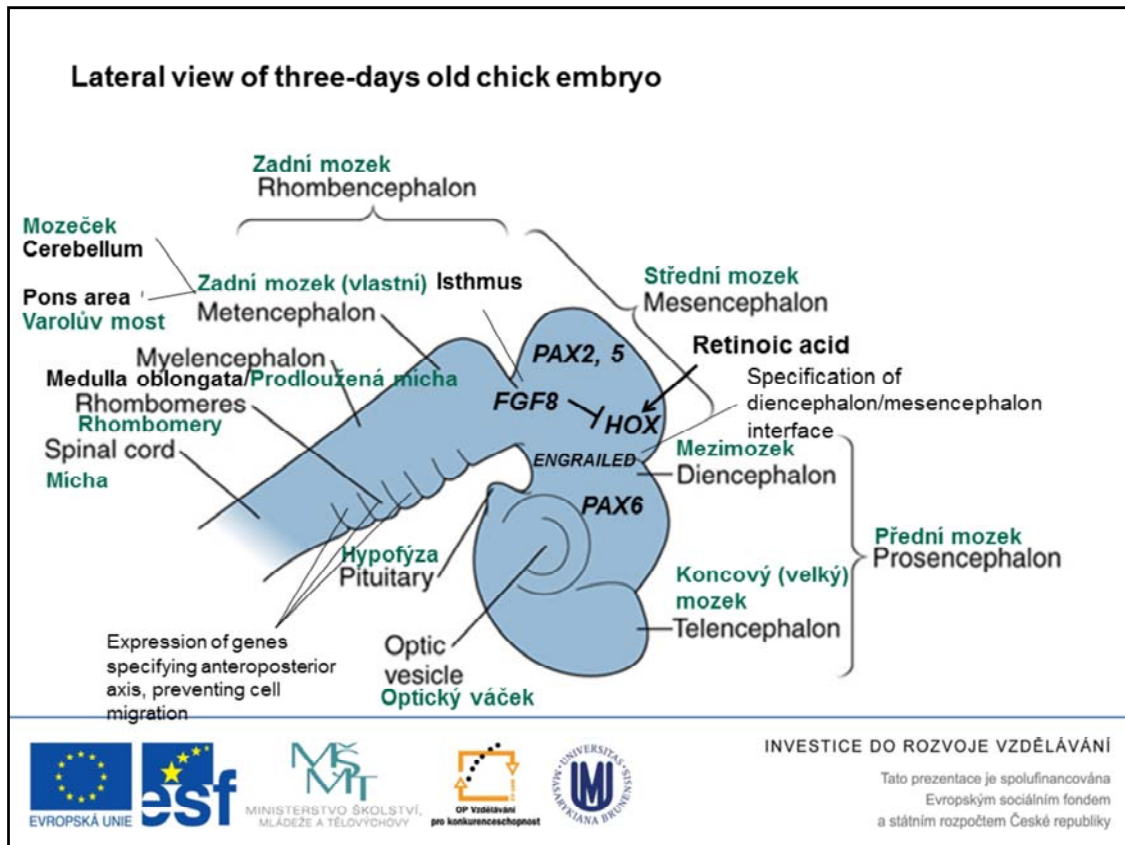 Lateral view of three-days old chick embryo
Zadní mozek
Rhombencephalon
Mozeček
Cerebellum
Pons area
Varolův most
Zadní mozek (vlastní)
Metencephalon
Isthmus
Střední mozek
Mesencephalon
Myelencephalon
Medulla oblongata/Prodloužená mícha
Rhombomeres
Rhombomery
Spinal cord
Mícha
PAX2, 5
FGF8
HOX
ENGRAILED
PAX6
Retinoic acid
Specification of
diencephalon/mesencephalon
interface
Mezimozek
Diencephalon
Přední mozek
Prosencephalon
Koncový (velký)
mozek
Telencephalon
Hypofýza
Pituitary
Optic
vesicle
Optický váček
Expression of genes
specifying anteroposterior
axis, preventing cell
migration
EVROPSKÁ UNIE
esf
MŠMT
MINISTERSTVO ŠKOLSTVÍ,
MLÁDEŽE A TĚLOVÝCHOVY
OP Vzdělávání
pro konkurenceschopnost
UNIVERSITAS
MASARYKIANA BRUNENSIS
INVESTICE DO ROZVOJE VZDĚLÁVÁNÍ
Tato prezentace je spolufinancována
Evropským sociálním fondem
a státním rozpočtem České republiky